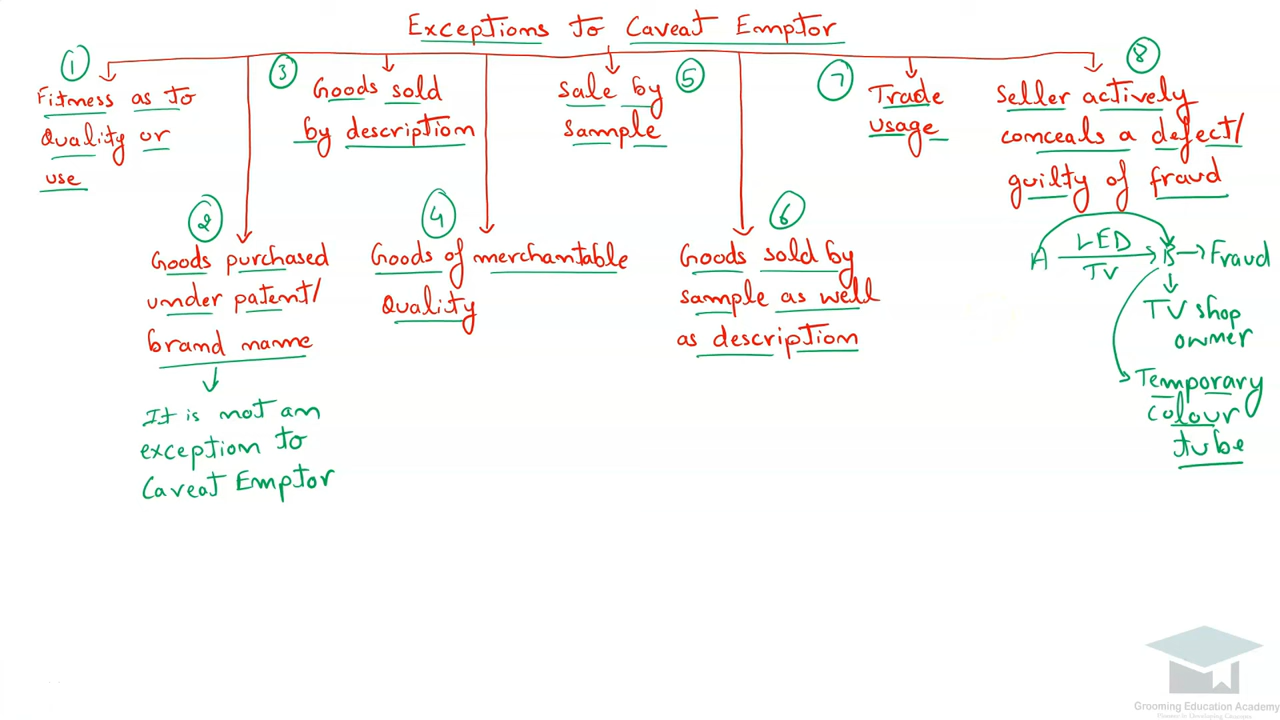 Exceptions to Caveat Emptor
1
Fitness as to
Quality or
use
2
Goods purchased
under patent/
brand name
It is not an
exception to
Caveat Emptor
3
Goods sold
by description
4
Goods of merchantable
Quality
5
Sale by
Sample
6
Goods sold by
sample as well
as description
7
Trade
usage
8
Seller actively
conceals a defect/
guilty of fraud
A LED TV B → Fraud
TV shop
owner
Temporary
colour
tube
Grooming Education Academy